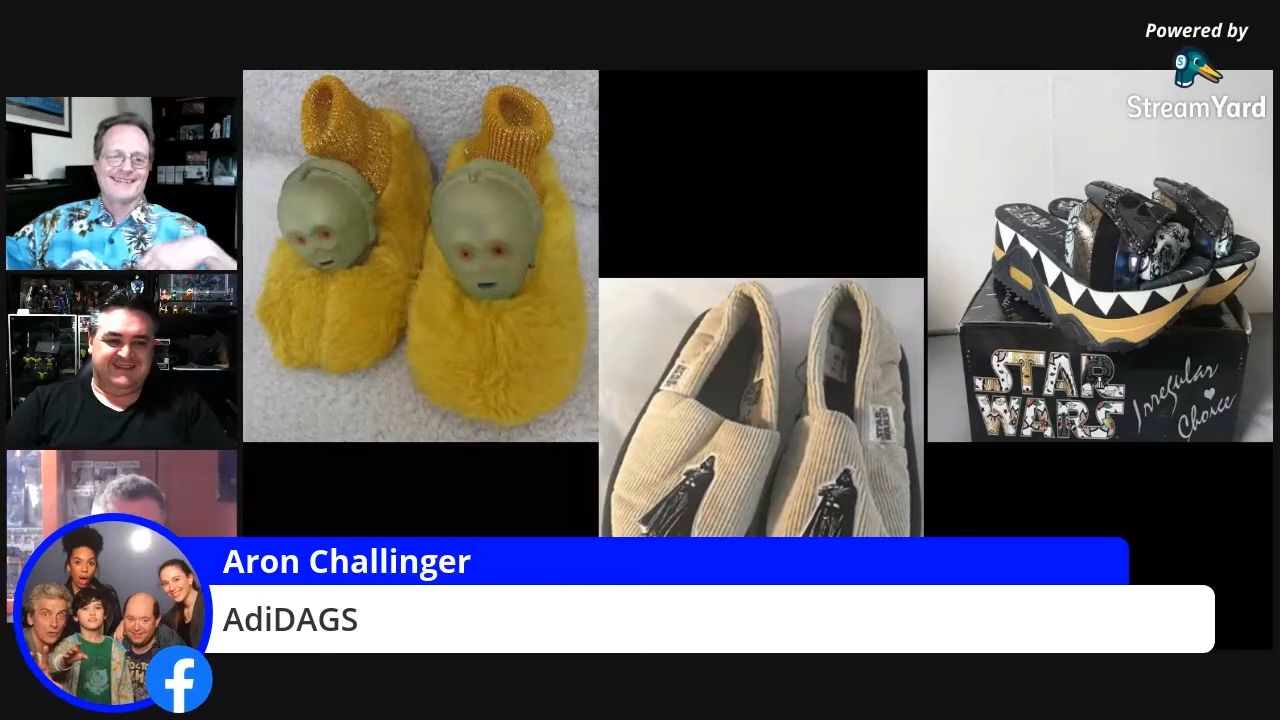 Powered by
StreamYard
STAR
WARS
Irregular
Choice
Aron Challinger
AdiDAGS